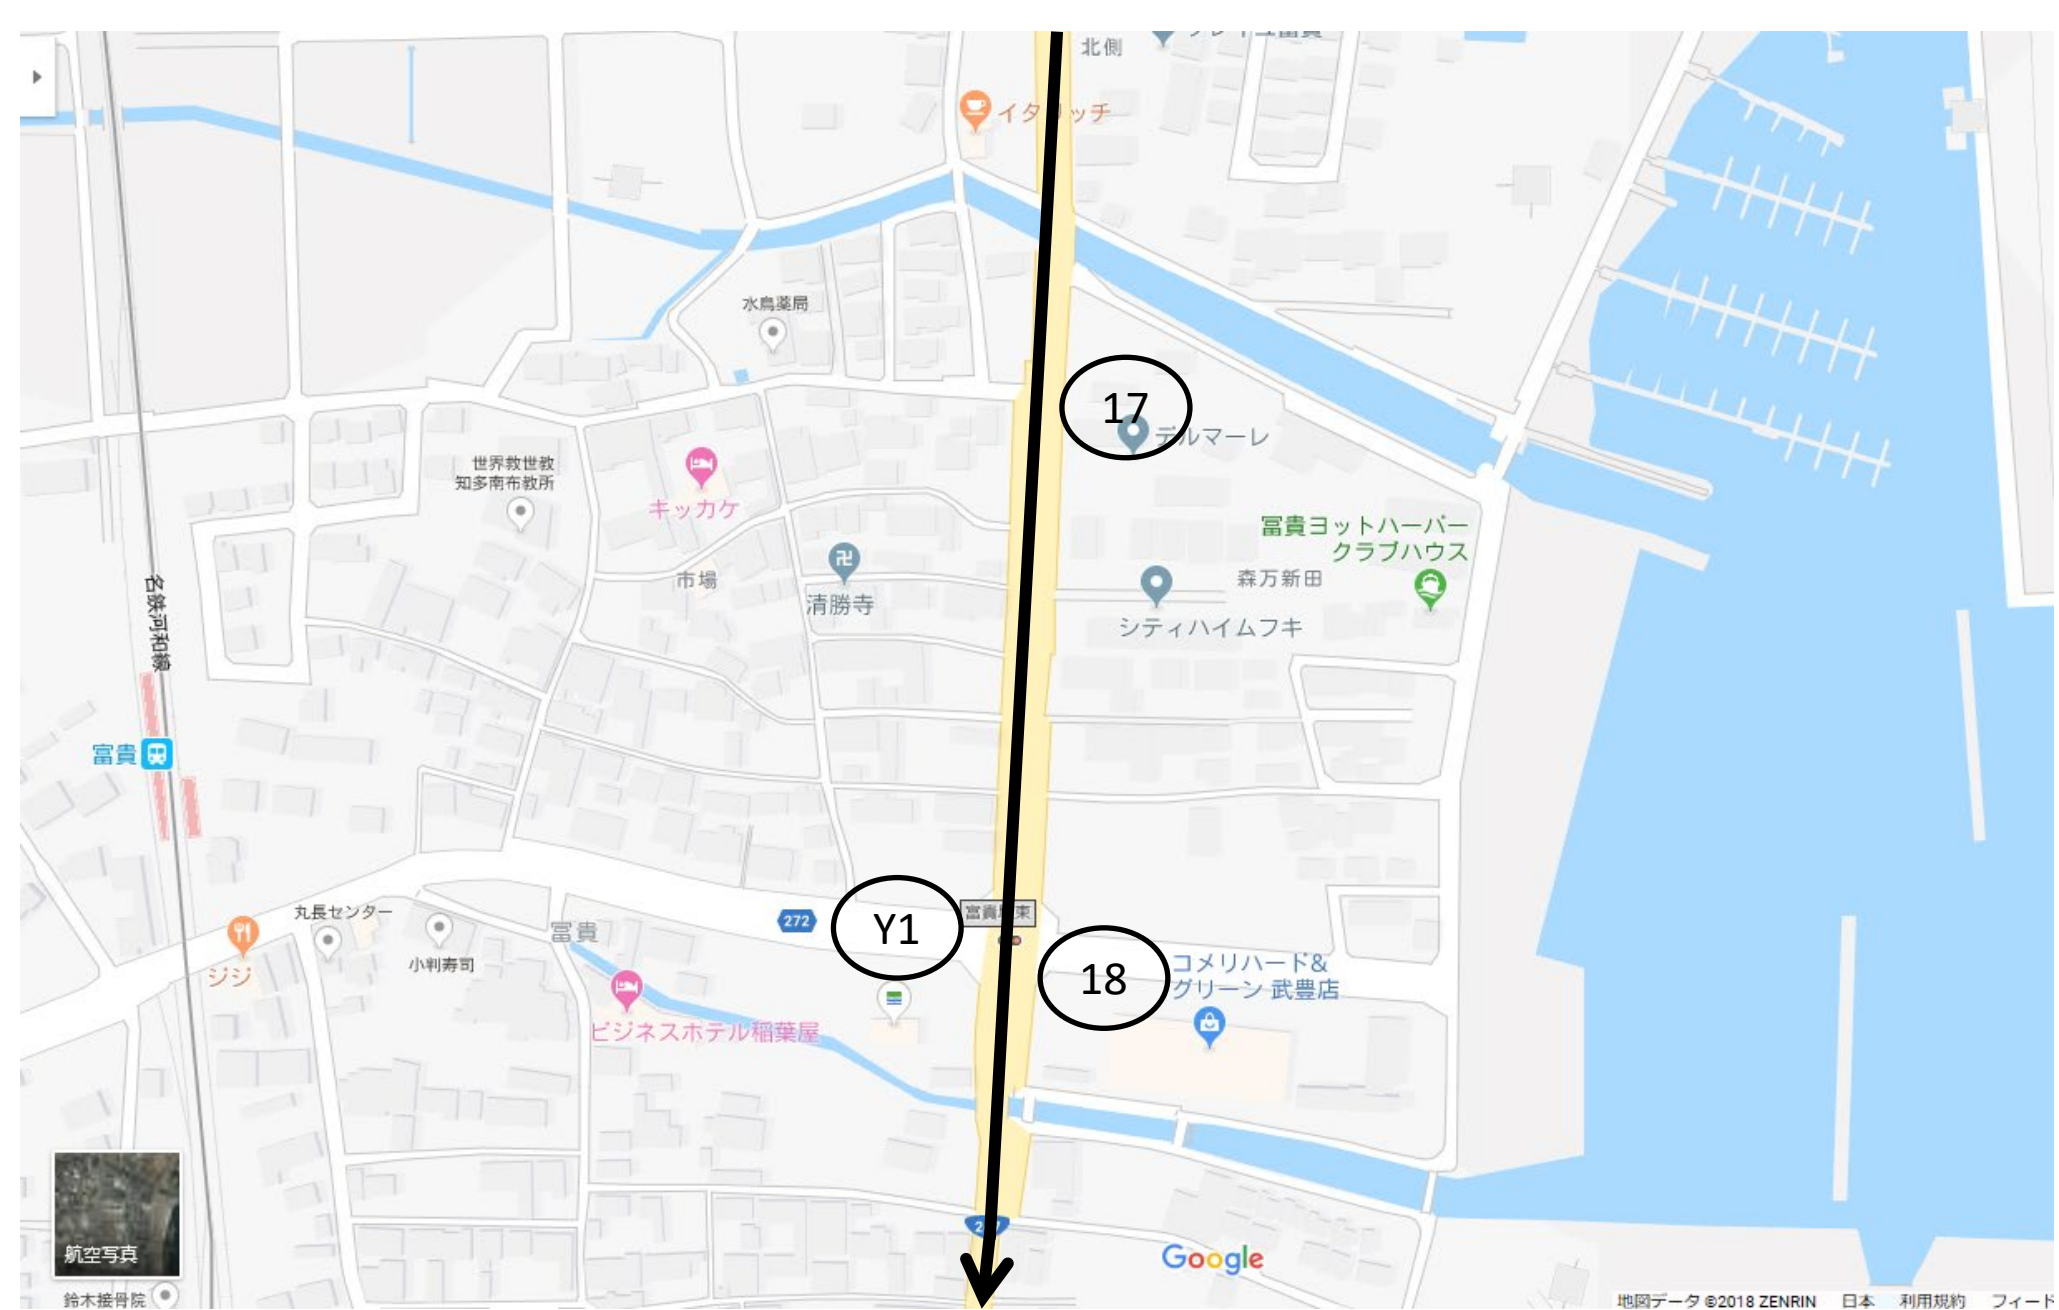 北側
イタリッチ
水鳥薬局
17
デルマーレ
世界救世教
知多南布教所
キッカケ
冨貴ヨットハーバー
クラブハウス
市場
清勝寺
森万新田
シティハイムフキ
名鉄河和線
富貴
272
Y1
18
コメリハード&
グリーン 武豊店
丸長センター
小判寿司
冨貴
ジジ
ビジネスホテル稲葉屋
航空写真
鈴木接骨院
Google
地図データ ©2018 ZENRIN 日本 利用規約